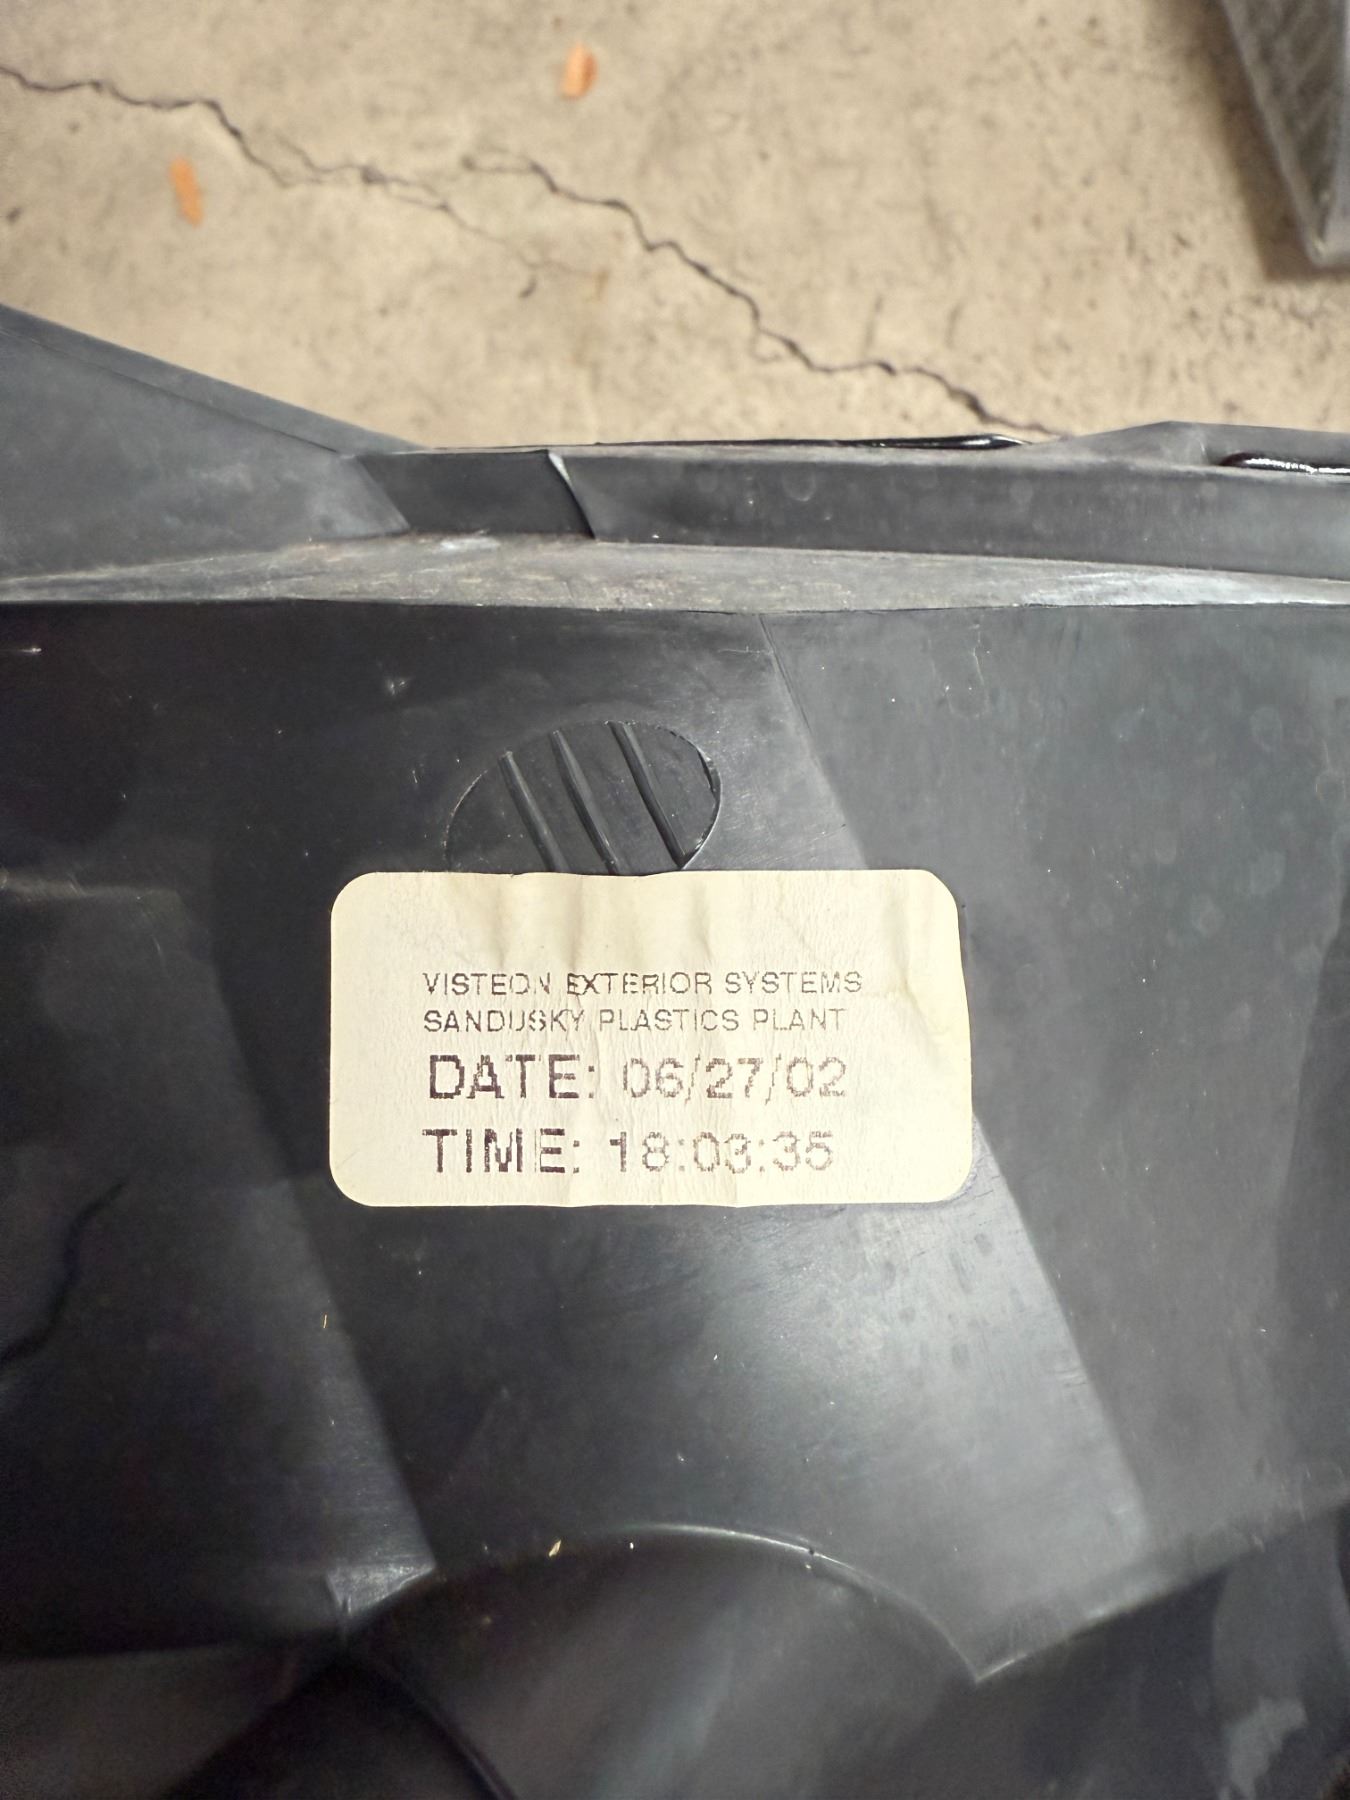 VISTEON EXTERIOR SYSTEMS
SANDUSKY PLASTICS PLANT
DATE: 06/27/02
TIME: 18:03:35